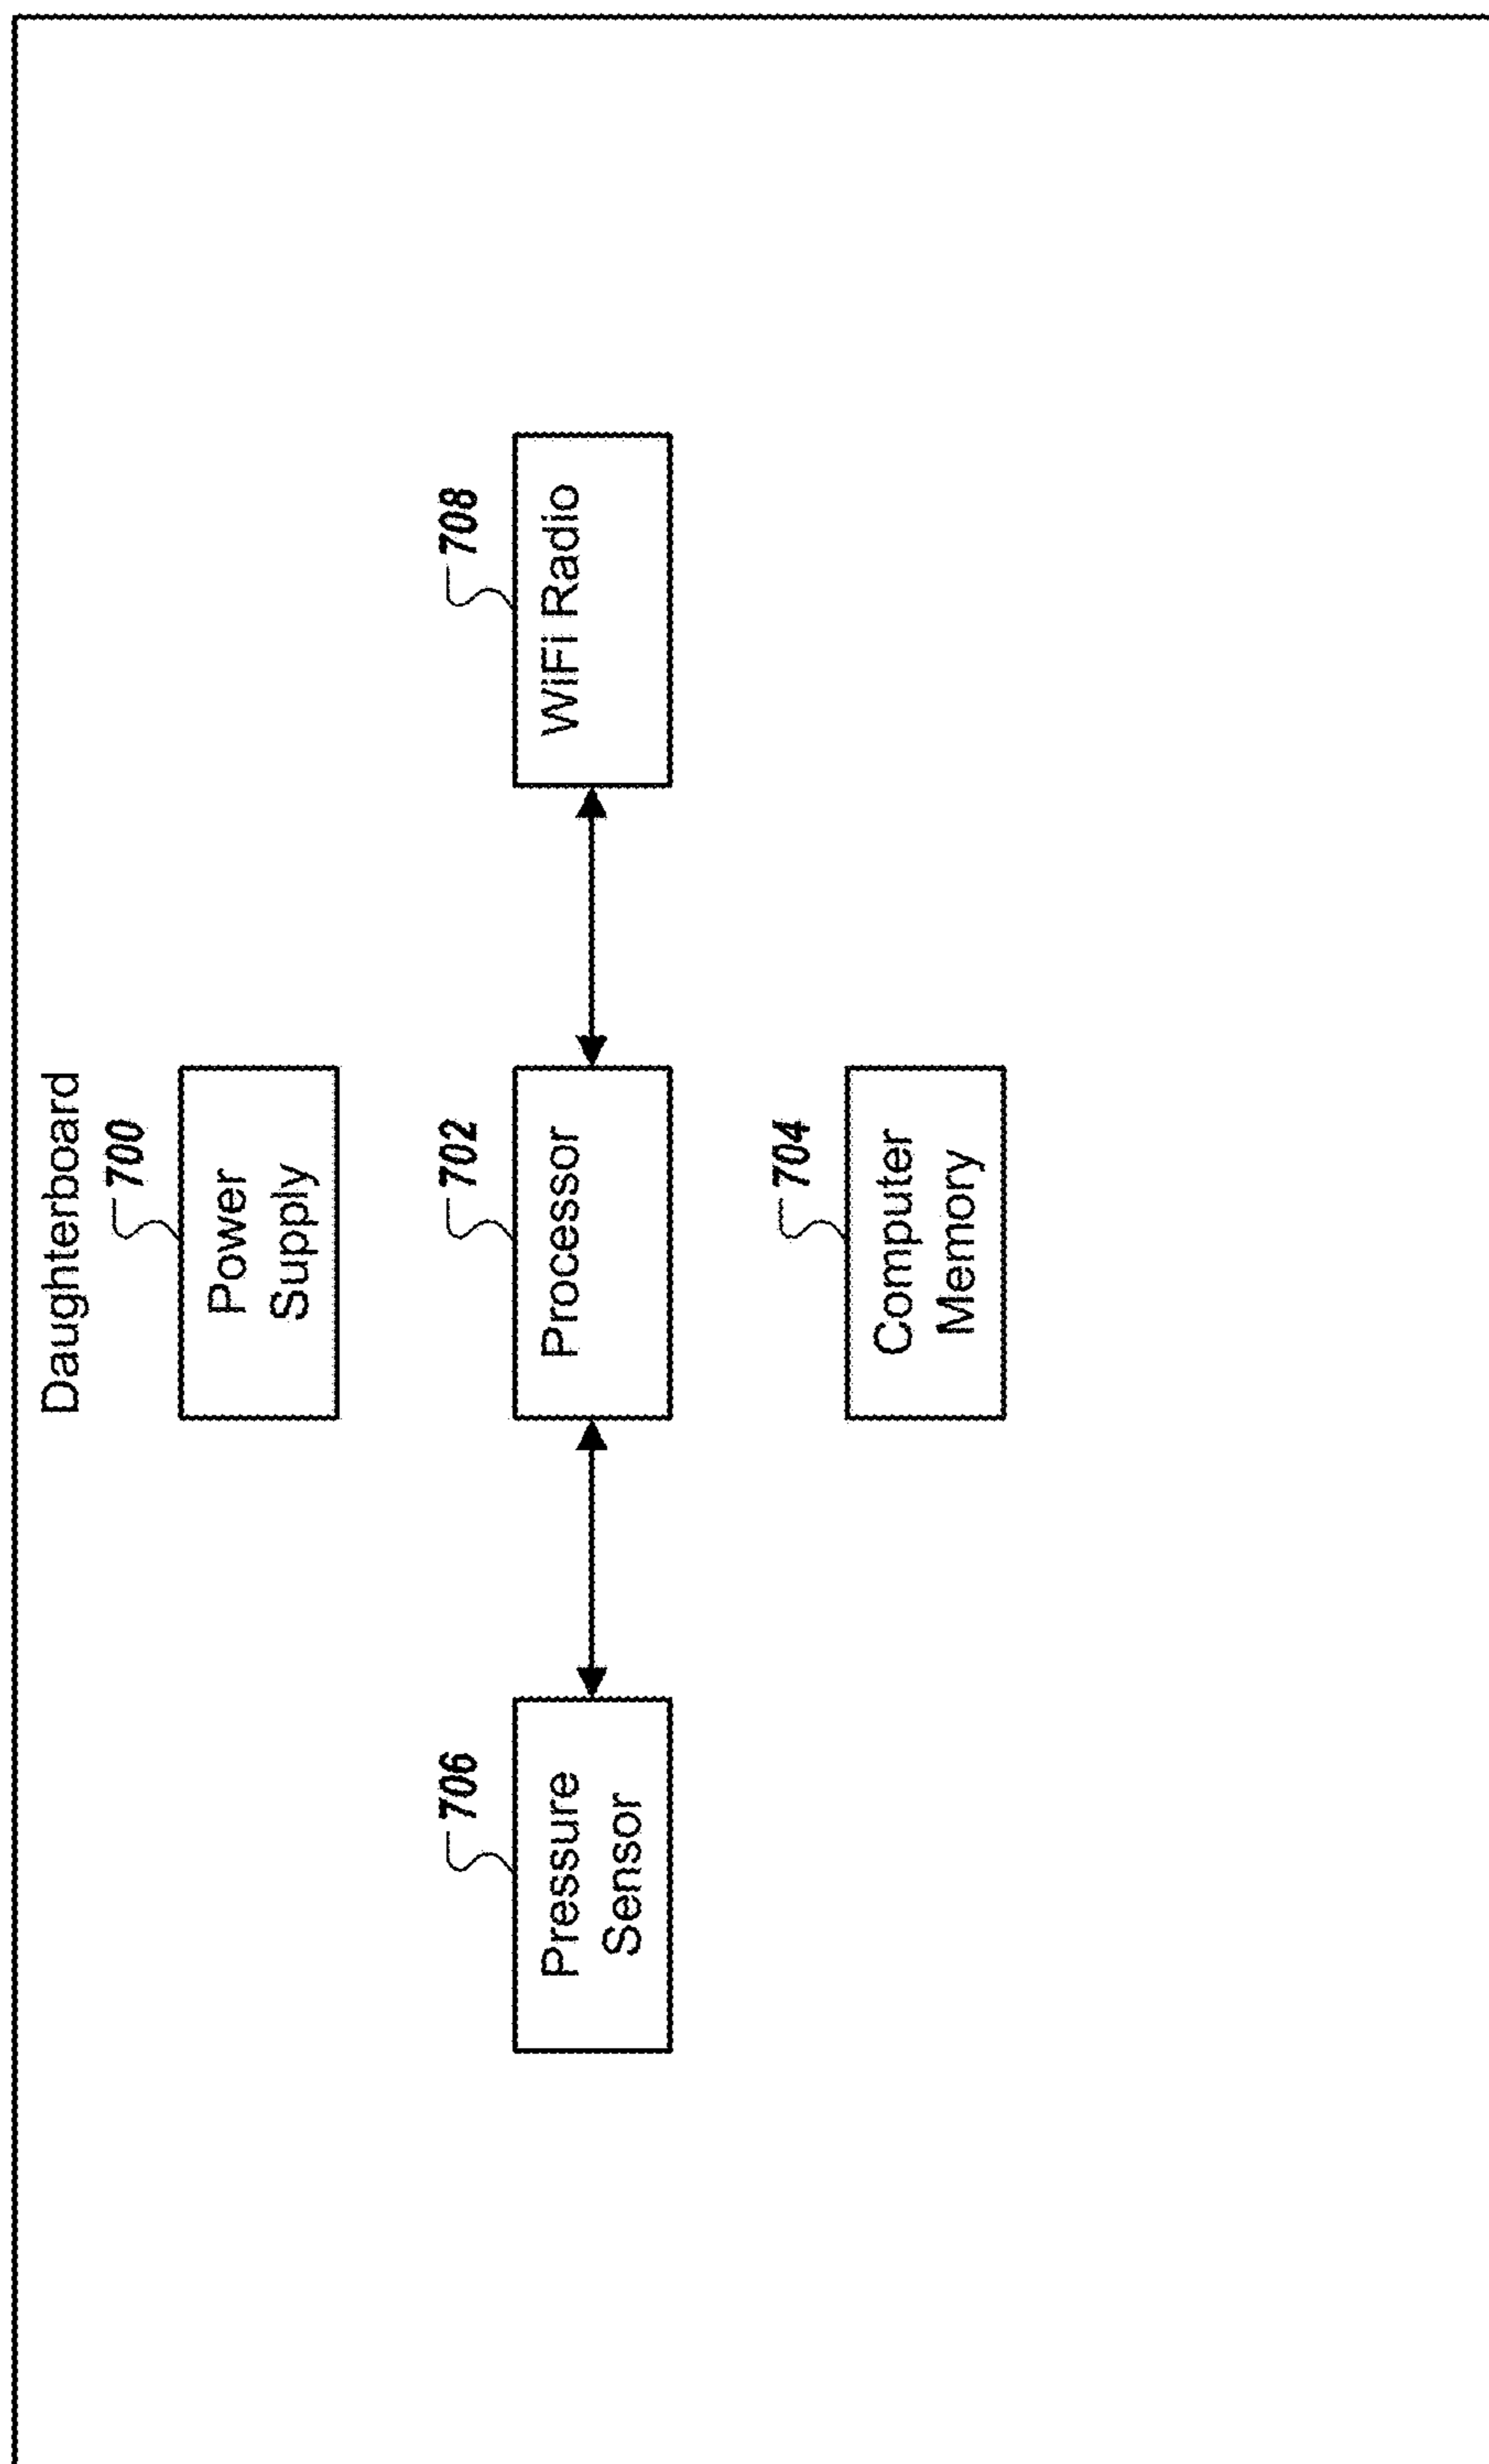 Daughterboard
700
Power
Supply
706
Pressure
Sensor
702
Processor
708
WiFi Radio
704
Computer
Memory